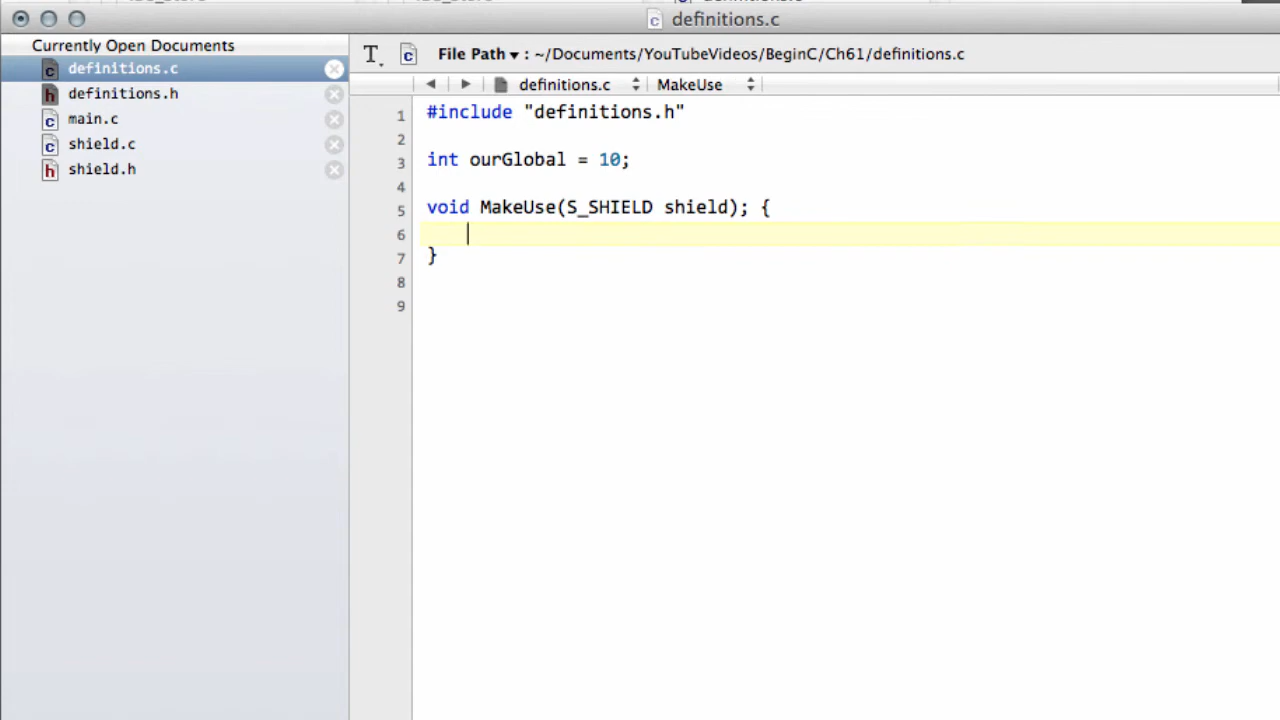 definitions.c
Currently Open Documents
definitions.c
definitions.h
main.c
shield.c
shield.h
File Path ▾ : ~/Documents/YouTubeVideos/BeginC/Ch61/definitions.c
definitions.c MakeUse
1 #include "definitions.h"
2
3 int ourGlobal = 10;
4
5 void MakeUse(S_SHIELD shield); {
6
7 }
8
9